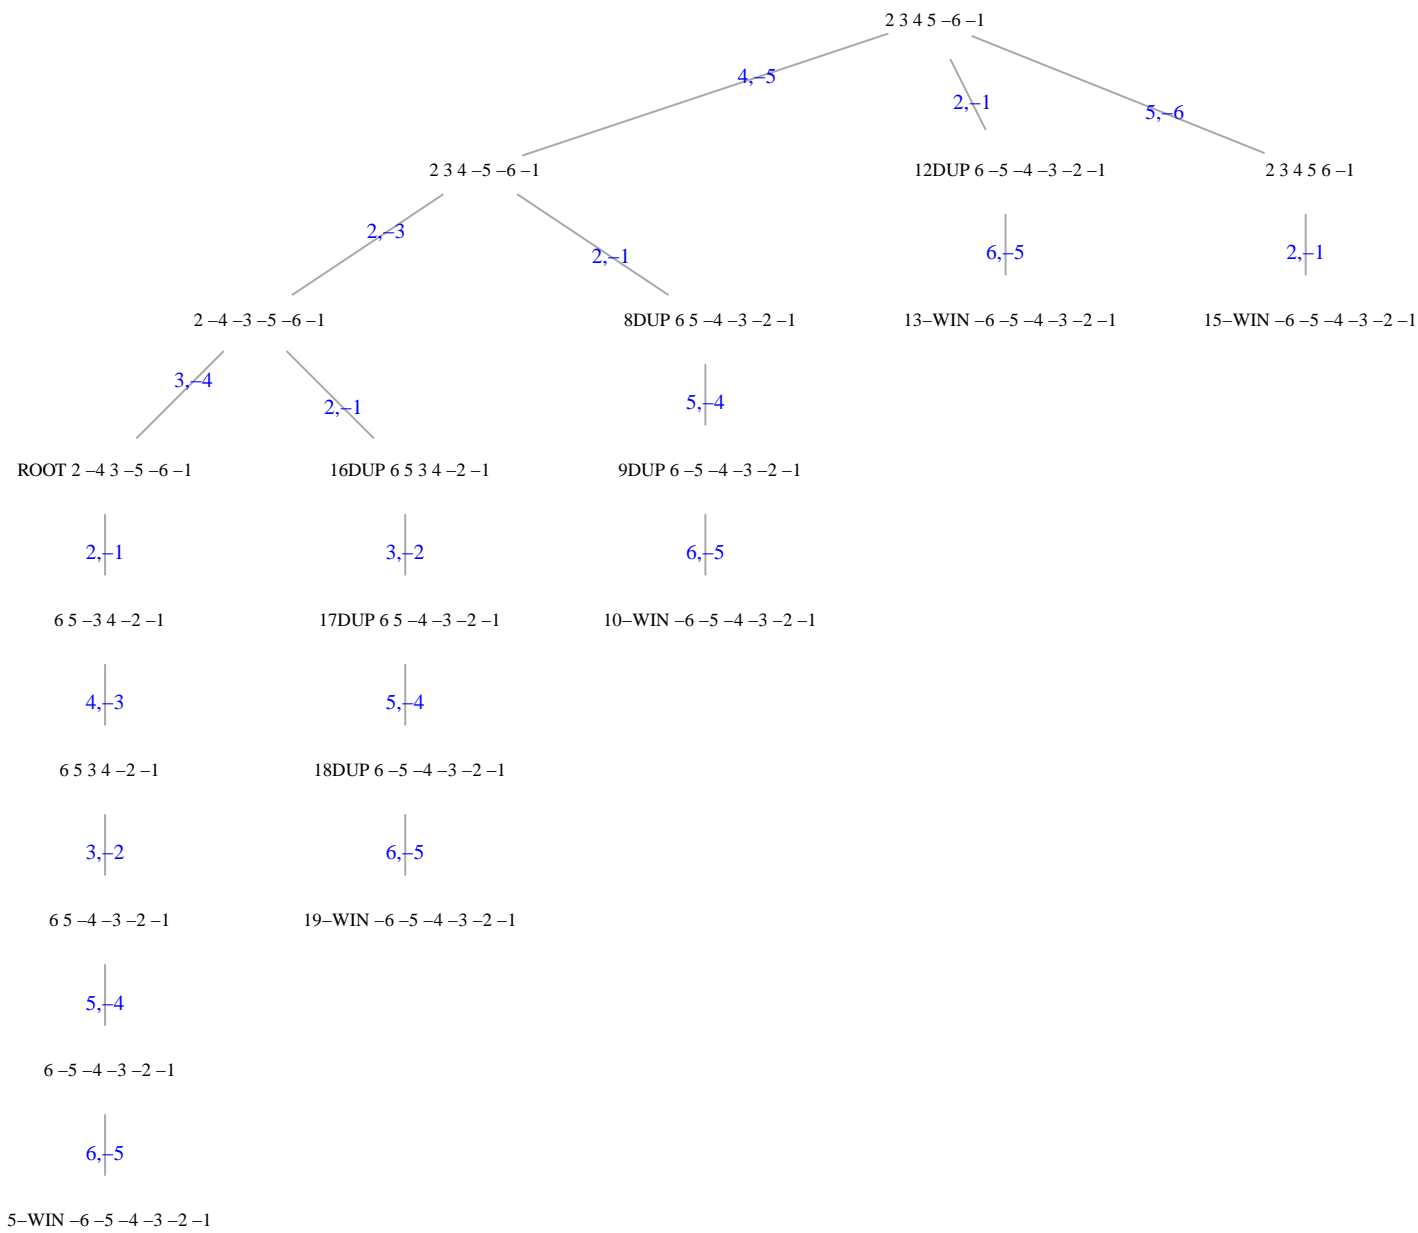 2 3 4 5 –6 –1
4,–5
2,–1
5,–6
2 3 4 –5 –6 –1
12DUP 6 –5 –4 –3 –2 –1
2 3 4 5 6 –1
2,–3
2,–1
6,–5
2,–1
2 –4 –3 –5 –6 –1
8DUP 6 5 –4 –3 –2 –1
13–WIN –6 –5 –4 –3 –2 –1
15–WIN –6 –5 –4 –3 –2 –1
3,–4
2,–1
5,–4
ROOT 2 –4 3 –5 –6 –1
16DUP 6 5 3 4 –2 –1
9DUP 6 –5 –4 –3 –2 –1
2,–1
3,–2
6,–5
6 5 –3 4 –2 –1
17DUP 6 5 –4 –3 –2 –1
10–WIN –6 –5 –4 –3 –2 –1
4,–3
5,–4
6 5 3 4 –2 –1
18DUP 6 –5 –4 –3 –2 –1
3,–2
6,–5
6 5 –4 –3 –2 –1
19–WIN –6 –5 –4 –3 –2 –1
5,–4
6 –5 –4 –3 –2 –1
6,–5
5–WIN –6 –5 –4 –3 –2 –1